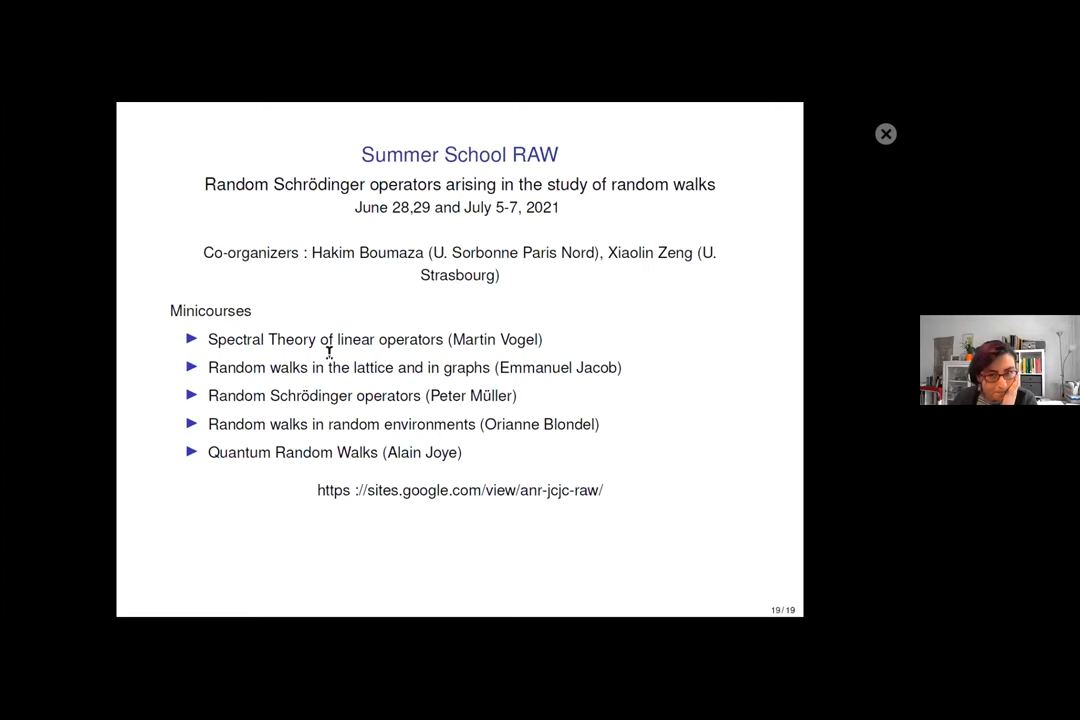 Summer School RAW
Random Schrödinger operators arising in the study of random walks
June 28,29 and July 5-7, 2021
Co-organizers : Hakim Boumaza (U. Sorbonne Paris Nord), Xiaolin Zeng (U.
Strasbourg)
Minicourses
Spectral Theory of linear operators (Martin Vogel)
Random walks in the lattice and in graphs (Emmanuel Jacob)
Random Schrödinger operators (Peter Müller)
Random walks in random environments (Orianne Blondel)
Quantum Random Walks (Alain Joye)
https ://sites.google.com/view/anr-jcjc-raw/
19/19